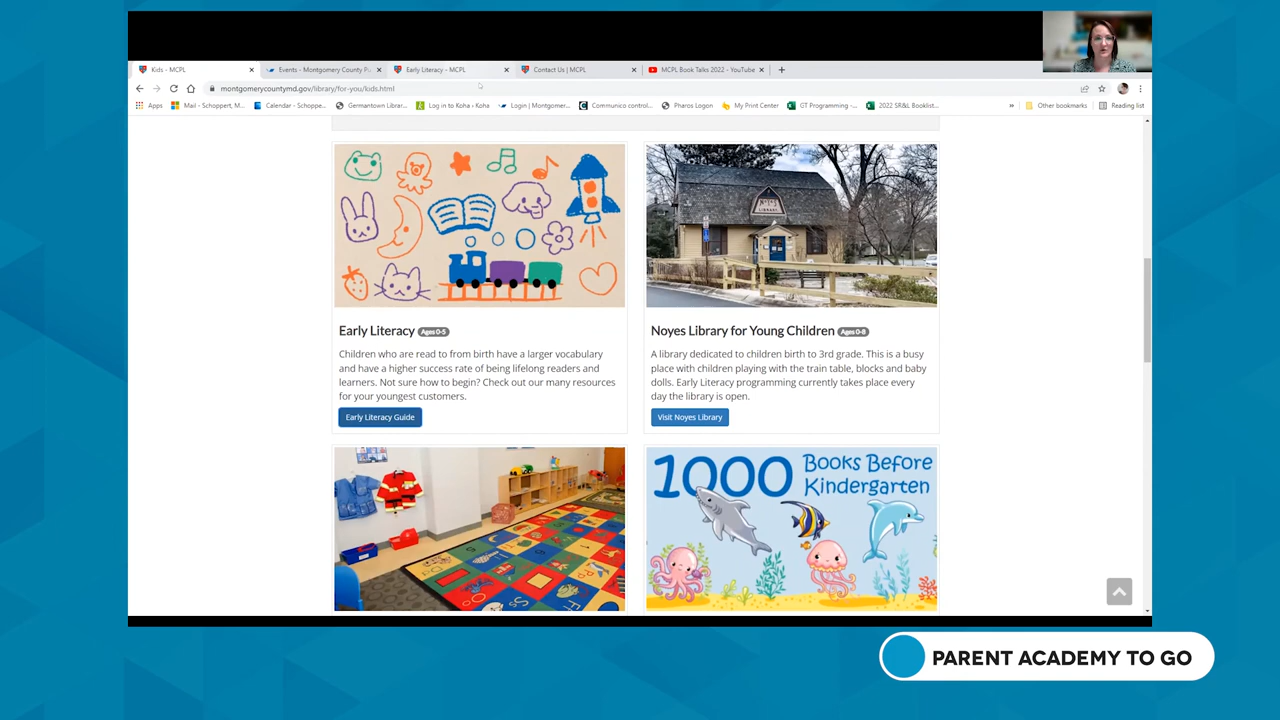 Kids - MCPL
Events - Montgomery County Pu
Early Literacy - MCPL
Contact Us | MCPL
MCPL Book Talks 2022 - YouTube
montgomerycountymd.gov/library/for-you/kids.html
Apps
Mail - Schoppert, M...
Calendar - Schoppe...
Germantown Librar...
Log in to Koha ‹ Koha
Login | Montgomer...
Communico control...
Pharos Logon
My Print Center
GT Programming -...
2022 SR&L Booklist...
»
Other bookmarks
Reading list
NOYES
LIBRARY
Early Literacy Ages 0-5
Children who are read to from birth have a larger vocabulary
and have a higher success rate of being lifelong readers and
learners. Not sure how to begin? Check out our many resources
for your youngest customers.
Early Literacy Guide
Noyes Library for Young Children Ages 0-8
A library dedicated to children birth to 3rd grade. This is a busy
place with children playing with the train table, blocks and baby
dolls. Early Literacy programming currently takes place every
day the library is open.
Visit Noyes Library
1000 Books Before
Kindergarten
PARENT ACADEMY TO GO